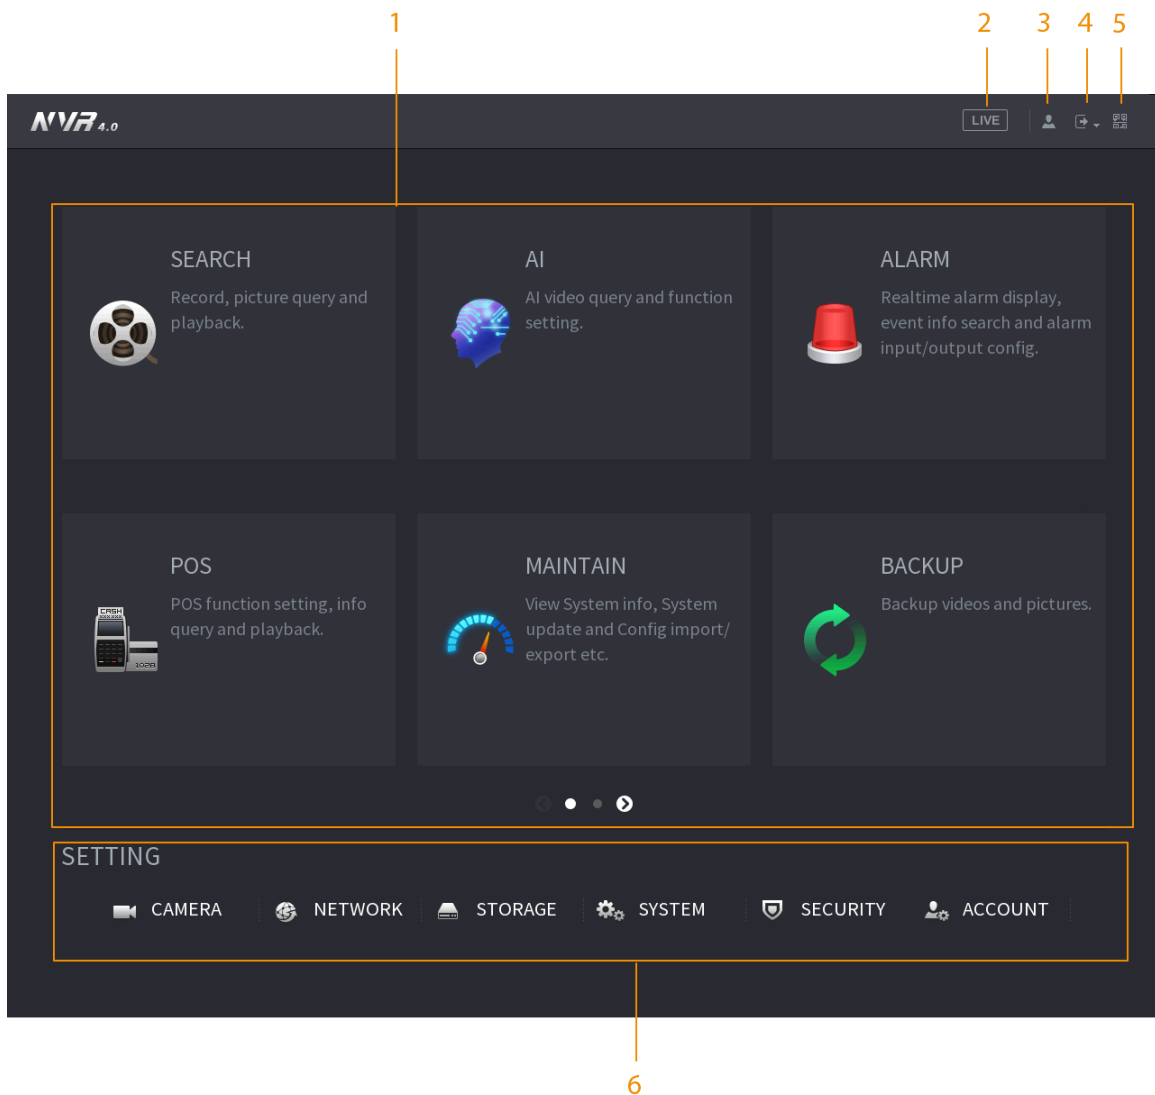 1
2
3
4
5
NVR 4.0
LIVE
SEARCH
Record, picture query and
playback.
AI
AI video query and function
setting.
ALARM
Realtime alarm display,
event info search and alarm
input/output config.
POS
POS function setting, info
query and playback.
CASH
MAINTAIN
View System info, System
update and Config import/
export etc.
BACKUP
Backup videos and pictures.
SETTING
CAMERA
NETWORK
STORAGE
SYSTEM
SECURITY
ACCOUNT
6